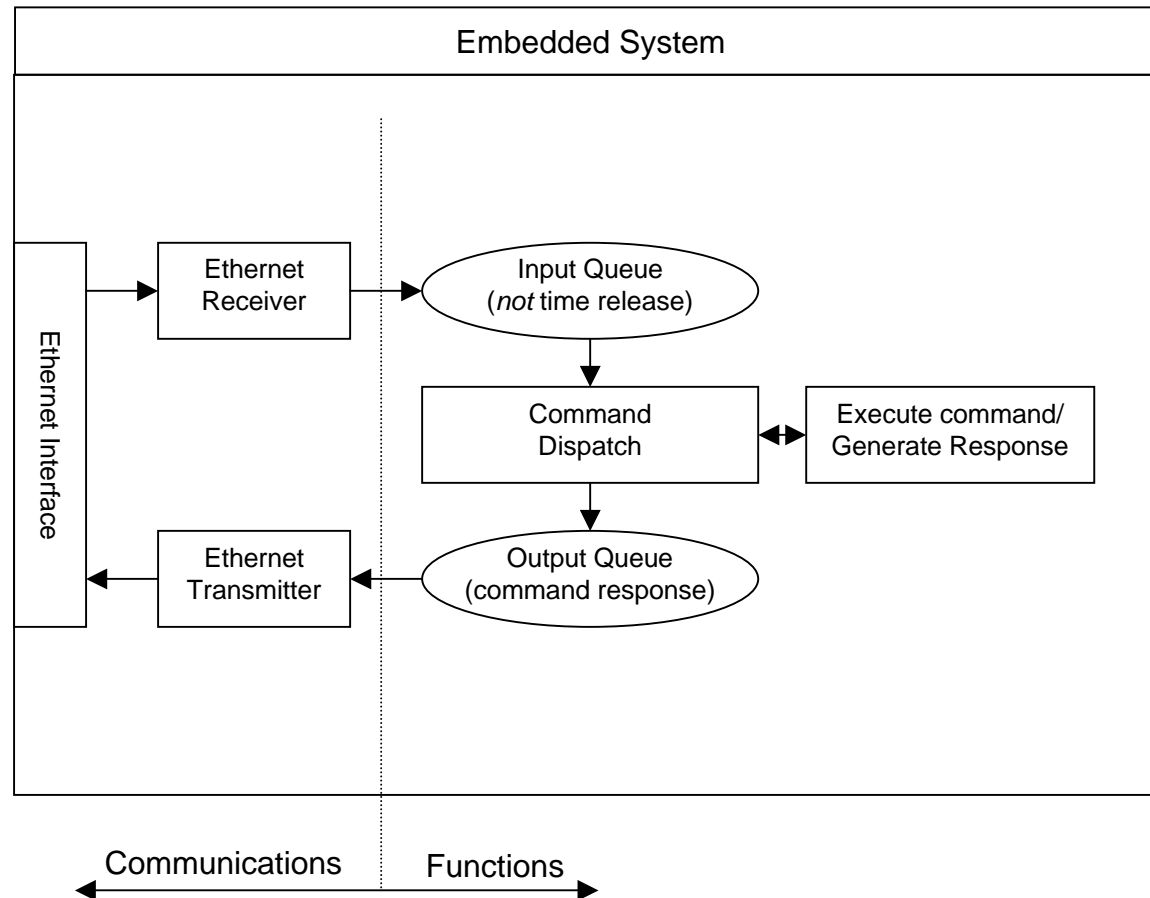 Embedded System
Ethernet Interface
Ethernet
Receiver
Input Queue
(not time release)
Command
Dispatch
Execute command/
Generate Response
Ethernet
Transmitter
Output Queue
(command response)
Communications
Functions